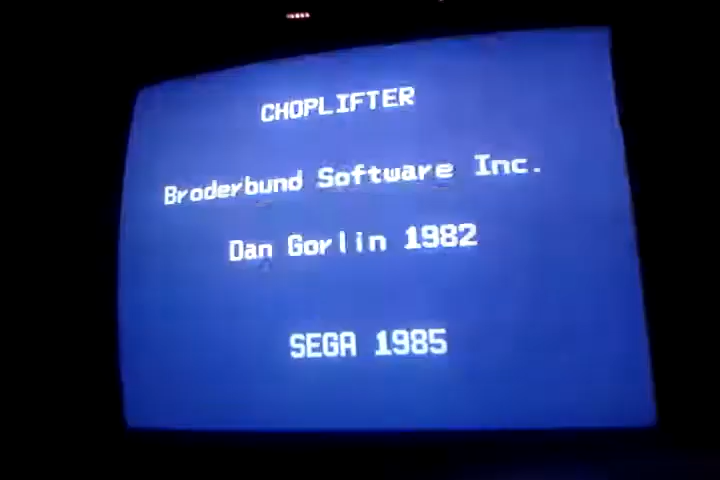 CHOPLIFTER
Broderbund Software Inc.
Dan Gorlin 1982
SEGA 1985